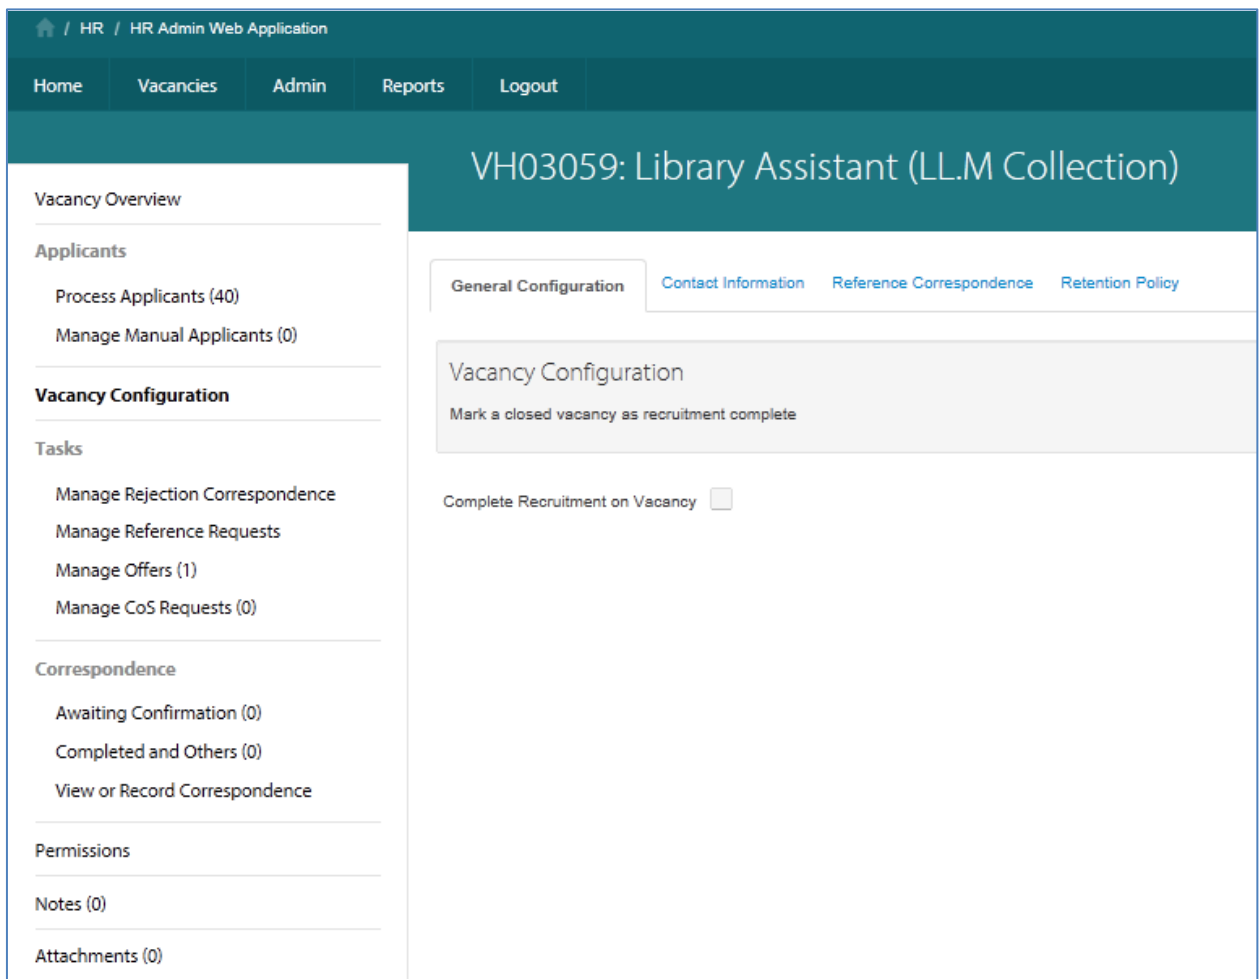 / HR / HR Admin Web Application
Home Vacancies Admin Reports Logout
VH03059: Library Assistant (LL.M Collection)
Vacancy Overview
Applicants
Process Applicants (40)
Manage Manual Applicants (0)
Vacancy Configuration
Tasks
Manage Rejection Correspondence
Manage Reference Requests
Manage Offers (1)
Manage CoS Requests (0)
Correspondence
Awaiting Confirmation (0)
Completed and Others (0)
View or Record Correspondence
Permissions
Notes (0)
Attachments (0)
General Configuration Contact Information Reference Correspondence Retention Policy
Vacancy Configuration
Mark a closed vacancy as recruitment complete
Complete Recruitment on Vacancy